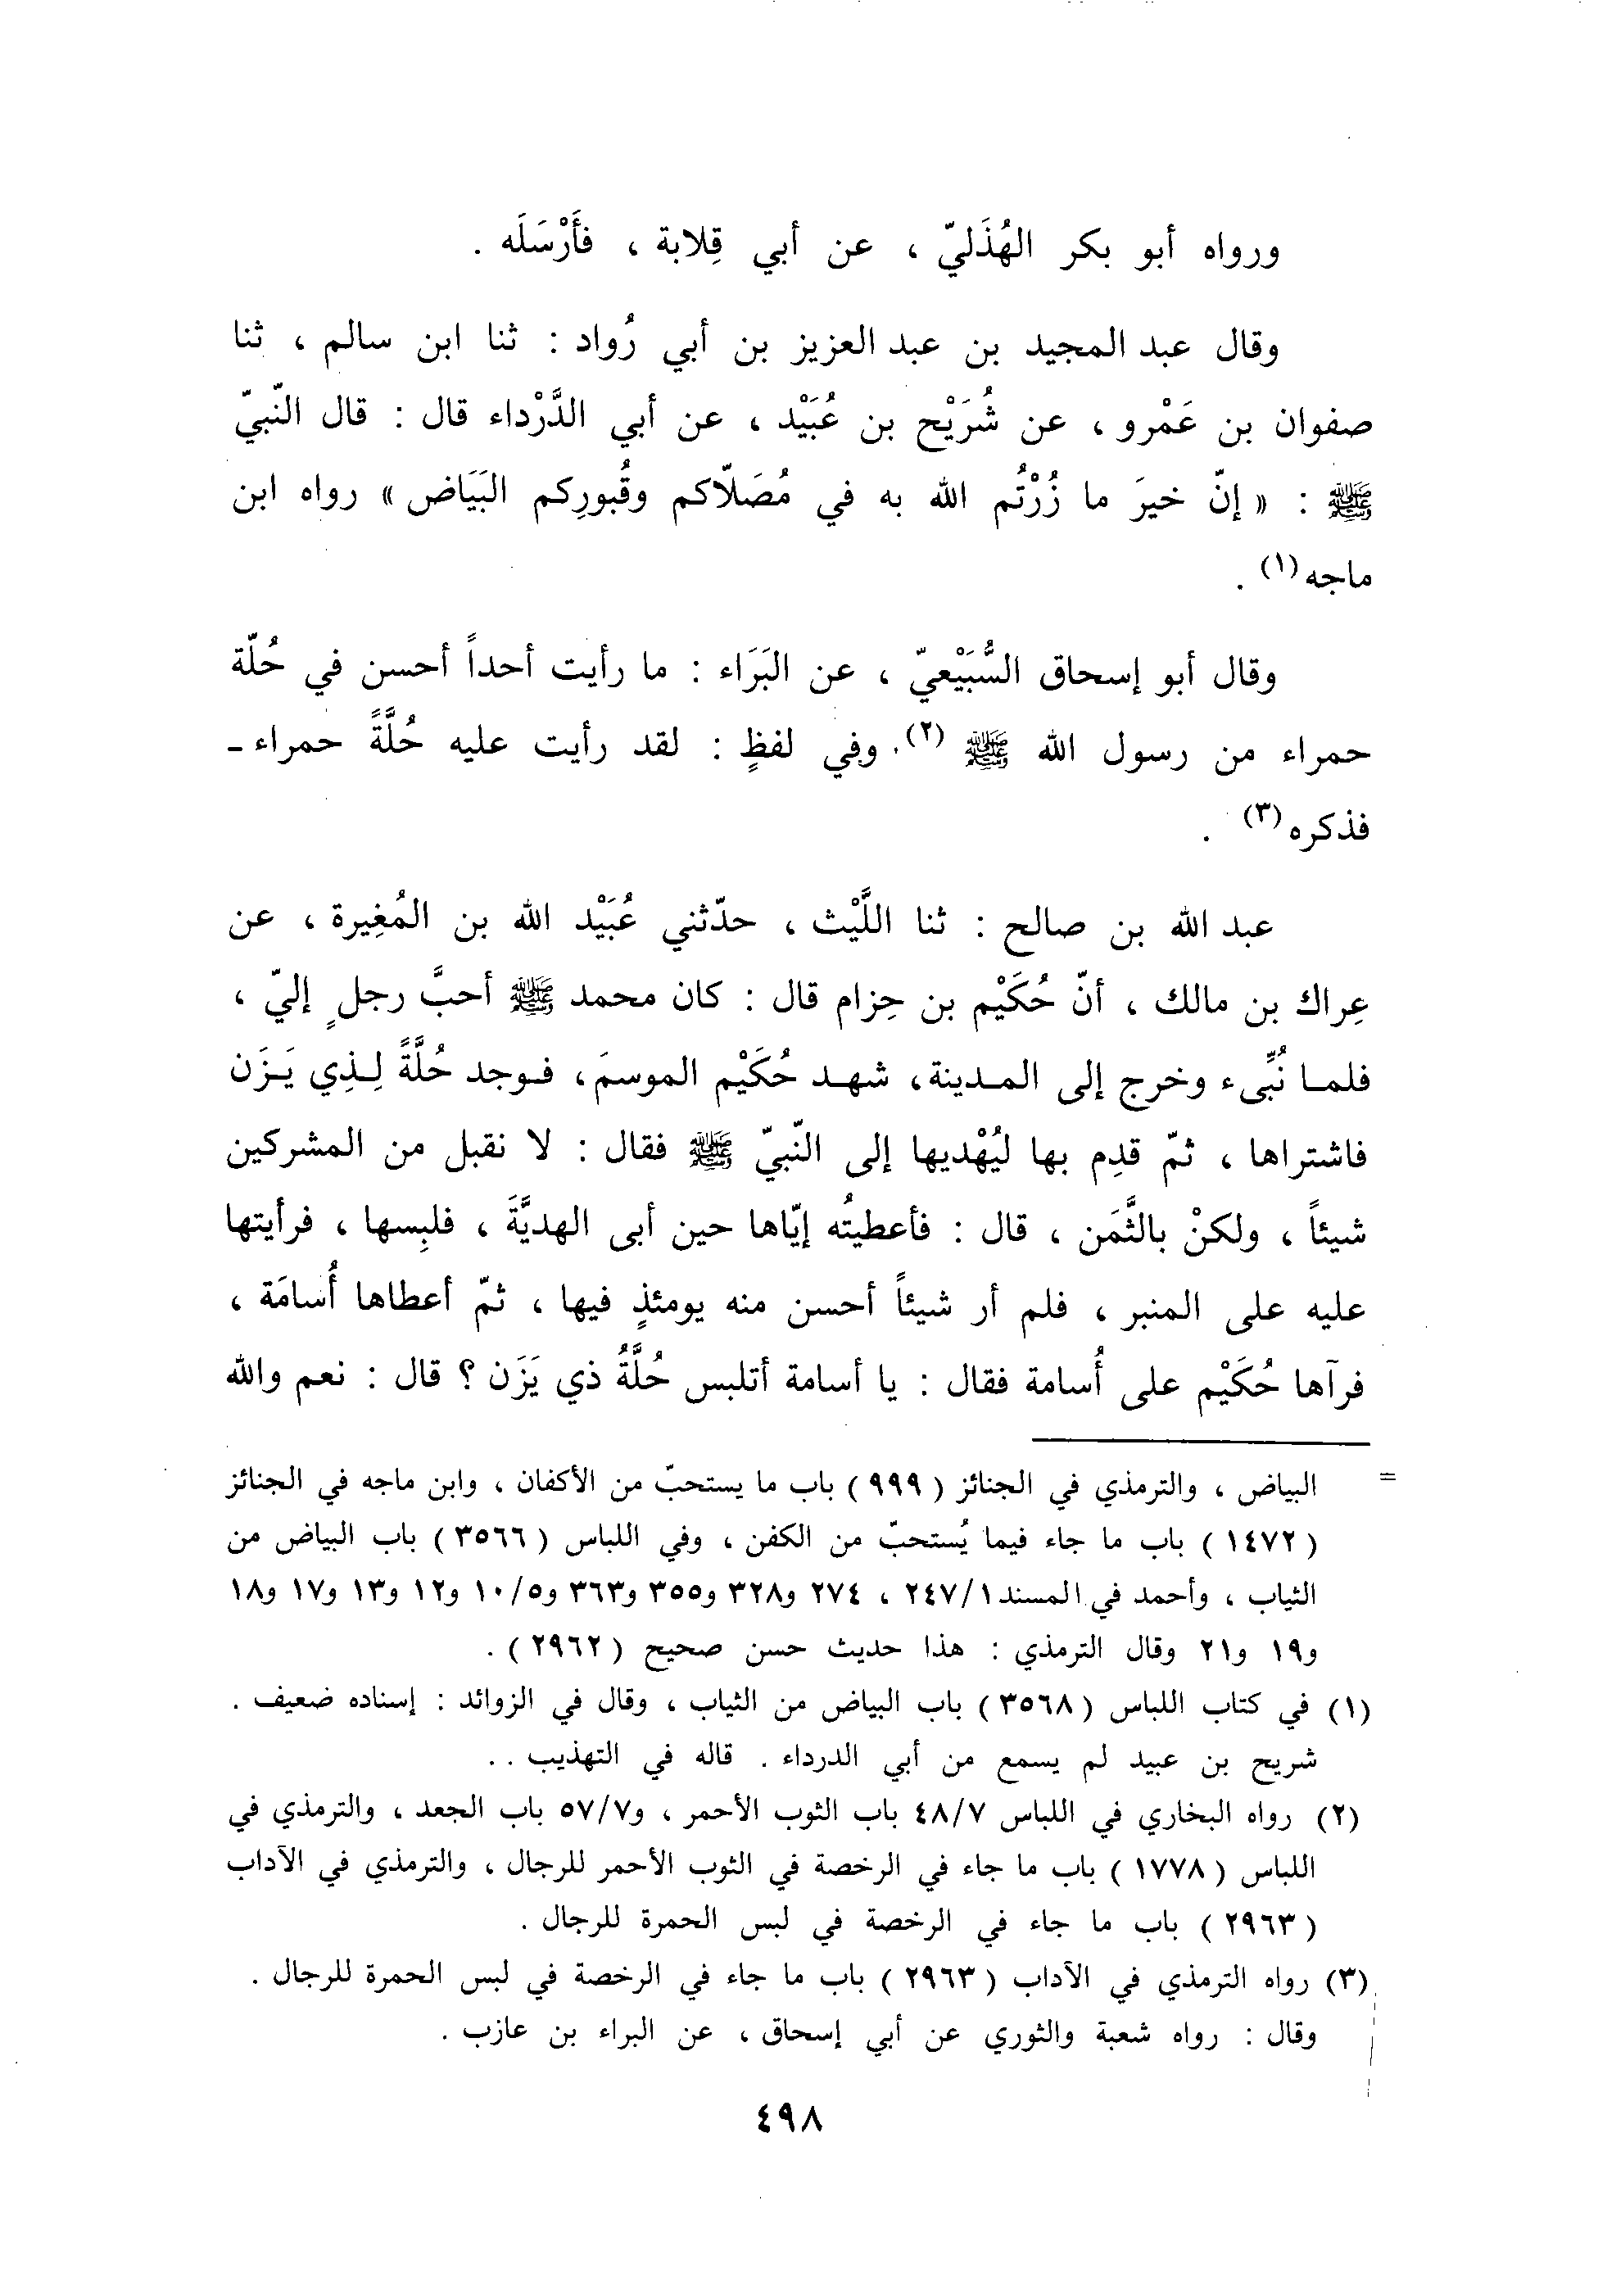 ورواه أبو بكر الهُذَليّ ، عن أبي قِلابة ، فأَرْسَلَه .
وقال عبد المجيد بن عبد العزيز بن أبي رُواد : ثنا ابن سالم ، ثنا
صفوان بن عَمْرو ، عن شُرَيْح بن عُبَيْد ، عن أبي الدَّرْداء قال : قال النّبيّ
ﷺ : « إنّ خيرَ ما زُرْتُم الله به في مُصَلّاكم وقُبورِكم البَيَاض » رواه ابن
ماجه (١) .
وقال أبو إسحاق السُّبَيْعيّ ، عن البَرَاء : ما رأيت أحداً أحسن في حُلّة
حمراء من رسول الله ﷺ (٢). وفي لفظٍ : لقد رأيت عليه حُلَّةً حمراء -
فذكره (٣) .
عبد الله بن صالح : ثنا اللَّيْث ، حدّثني عُبَيْد الله بن المُغِيرة ، عن
عِراك بن مالك ، أنّ حُكَيْم بن حِزام قال : كان محمد ﷺ أحبَّ رجلٍ إليّ ،
فلما نُبِّىء وخرج إلى المدينة، شهد حُكَيْم الموسمَ، فوجد حُلَّةً لِذِي يَزَن
فاشتراها ، ثمّ قدِم بها ليُهْديها إلى النّبيّ ﷺ فقال : لا نقبل من المشركين
شيئاً ، ولكنْ بالثَّمَن ، قال : فأعطيتُه إيّاها حين أبى الهديَّةَ ، فلبِسها ، فرأيتها
عليه على المنبر ، فلم أر شيئاً أحسن منه يومئذٍ فيها ، ثمّ أعطاها أُسامَة ،
فرآها حُكَيْم على أُسامة فقال : يا أسامة أتلبس حُلَّةُ ذي يَزَن ؟ قال : نعم والله
= البياض ، والترمذي في الجنائز ( ٩٩٩ ) باب ما يستحبّ من الأكفان ، وابن ماجه في الجنائز
( ١٤٧٢ ) باب ما جاء فيما يُستحبّ من الكفن ، وفي اللباس ( ٣٥٦٦ ) باب البياض من
الثياب ، وأحمد في المسند ٢٤٧/١ ، ٢٧٤ و٣٢٨ و٣٥٥ و٣٦٣ و١٠/٥ و١٢ و١٣ و١٧ و١٨
و١٩ و٢١ وقال الترمذي : هذا حديث حسن صحيح ( ٢٩٦٢ ) .
(١) في كتاب اللباس ( ٣٥٦٨ ) باب البياض من الثياب ، وقال في الزوائد : إسناده ضعيف .
شريح بن عبيد لم يسمع من أبي الدرداء . قاله في التهذيب . .
(٢) رواه البخاري في اللباس ٤٨/٧ باب الثوب الأحمر ، و٥٧/٧ باب الجعد ، والترمذي في
اللباس ( ١٧٧٨ ) باب ما جاء في الرخصة في الثوب الأحمر للرجال ، والترمذي في الآداب
( ٢٩٦٣ ) باب ما جاء في الرخصة في لبس الحمرة للرجال .
(٣) رواه الترمذي في الآداب ( ٢٩٦٣ ) باب ما جاء في الرخصة في لبس الحمرة للرجال .
وقال : رواه شعبة والثوري عن أبي إسحاق ، عن البراء بن عازب .
٤٩٨